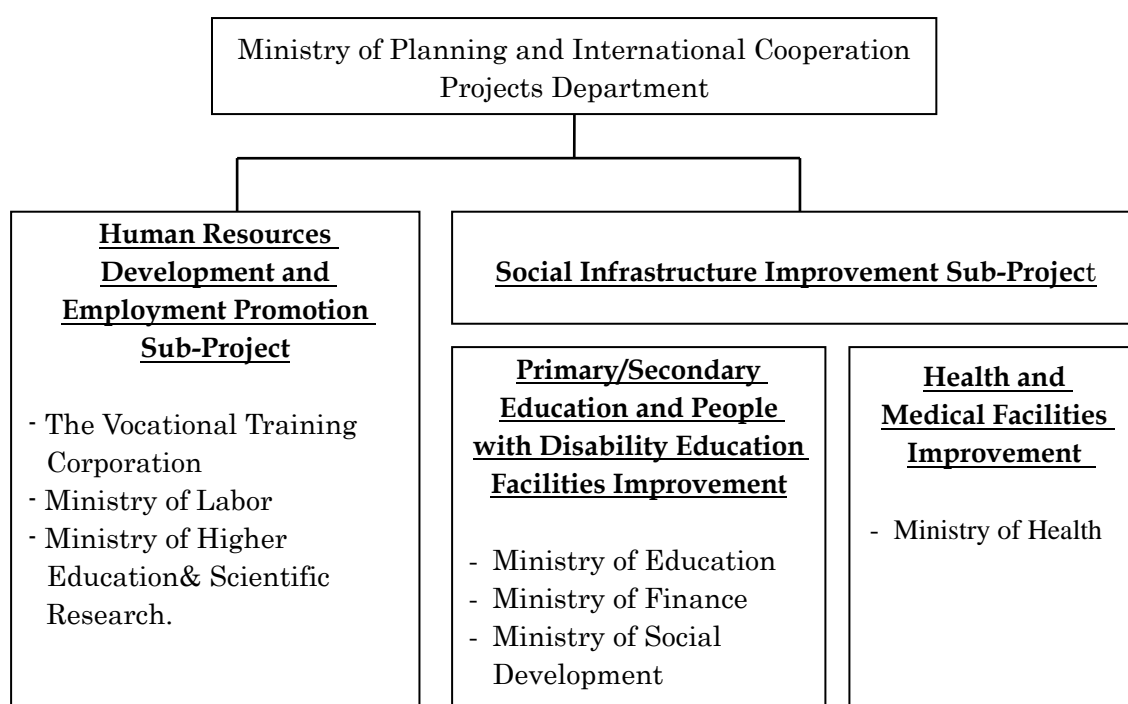 Ministry of Planning and International Cooperation
Projects Department
Human Resources
Development and
Employment Promotion
Sub-Project
- The Vocational Training
Corporation
- Ministry of Labor
- Ministry of Higher
Education& Scientific
Research.
Social Infrastructure Improvement Sub-Project
Primary/Secondary
Education and People
with Disability Education
Facilities Improvement
- Ministry of Education
- Ministry of Finance
- Ministry of Social
Development
Health and
Medical Facilities
Improvement
- Ministry of Health